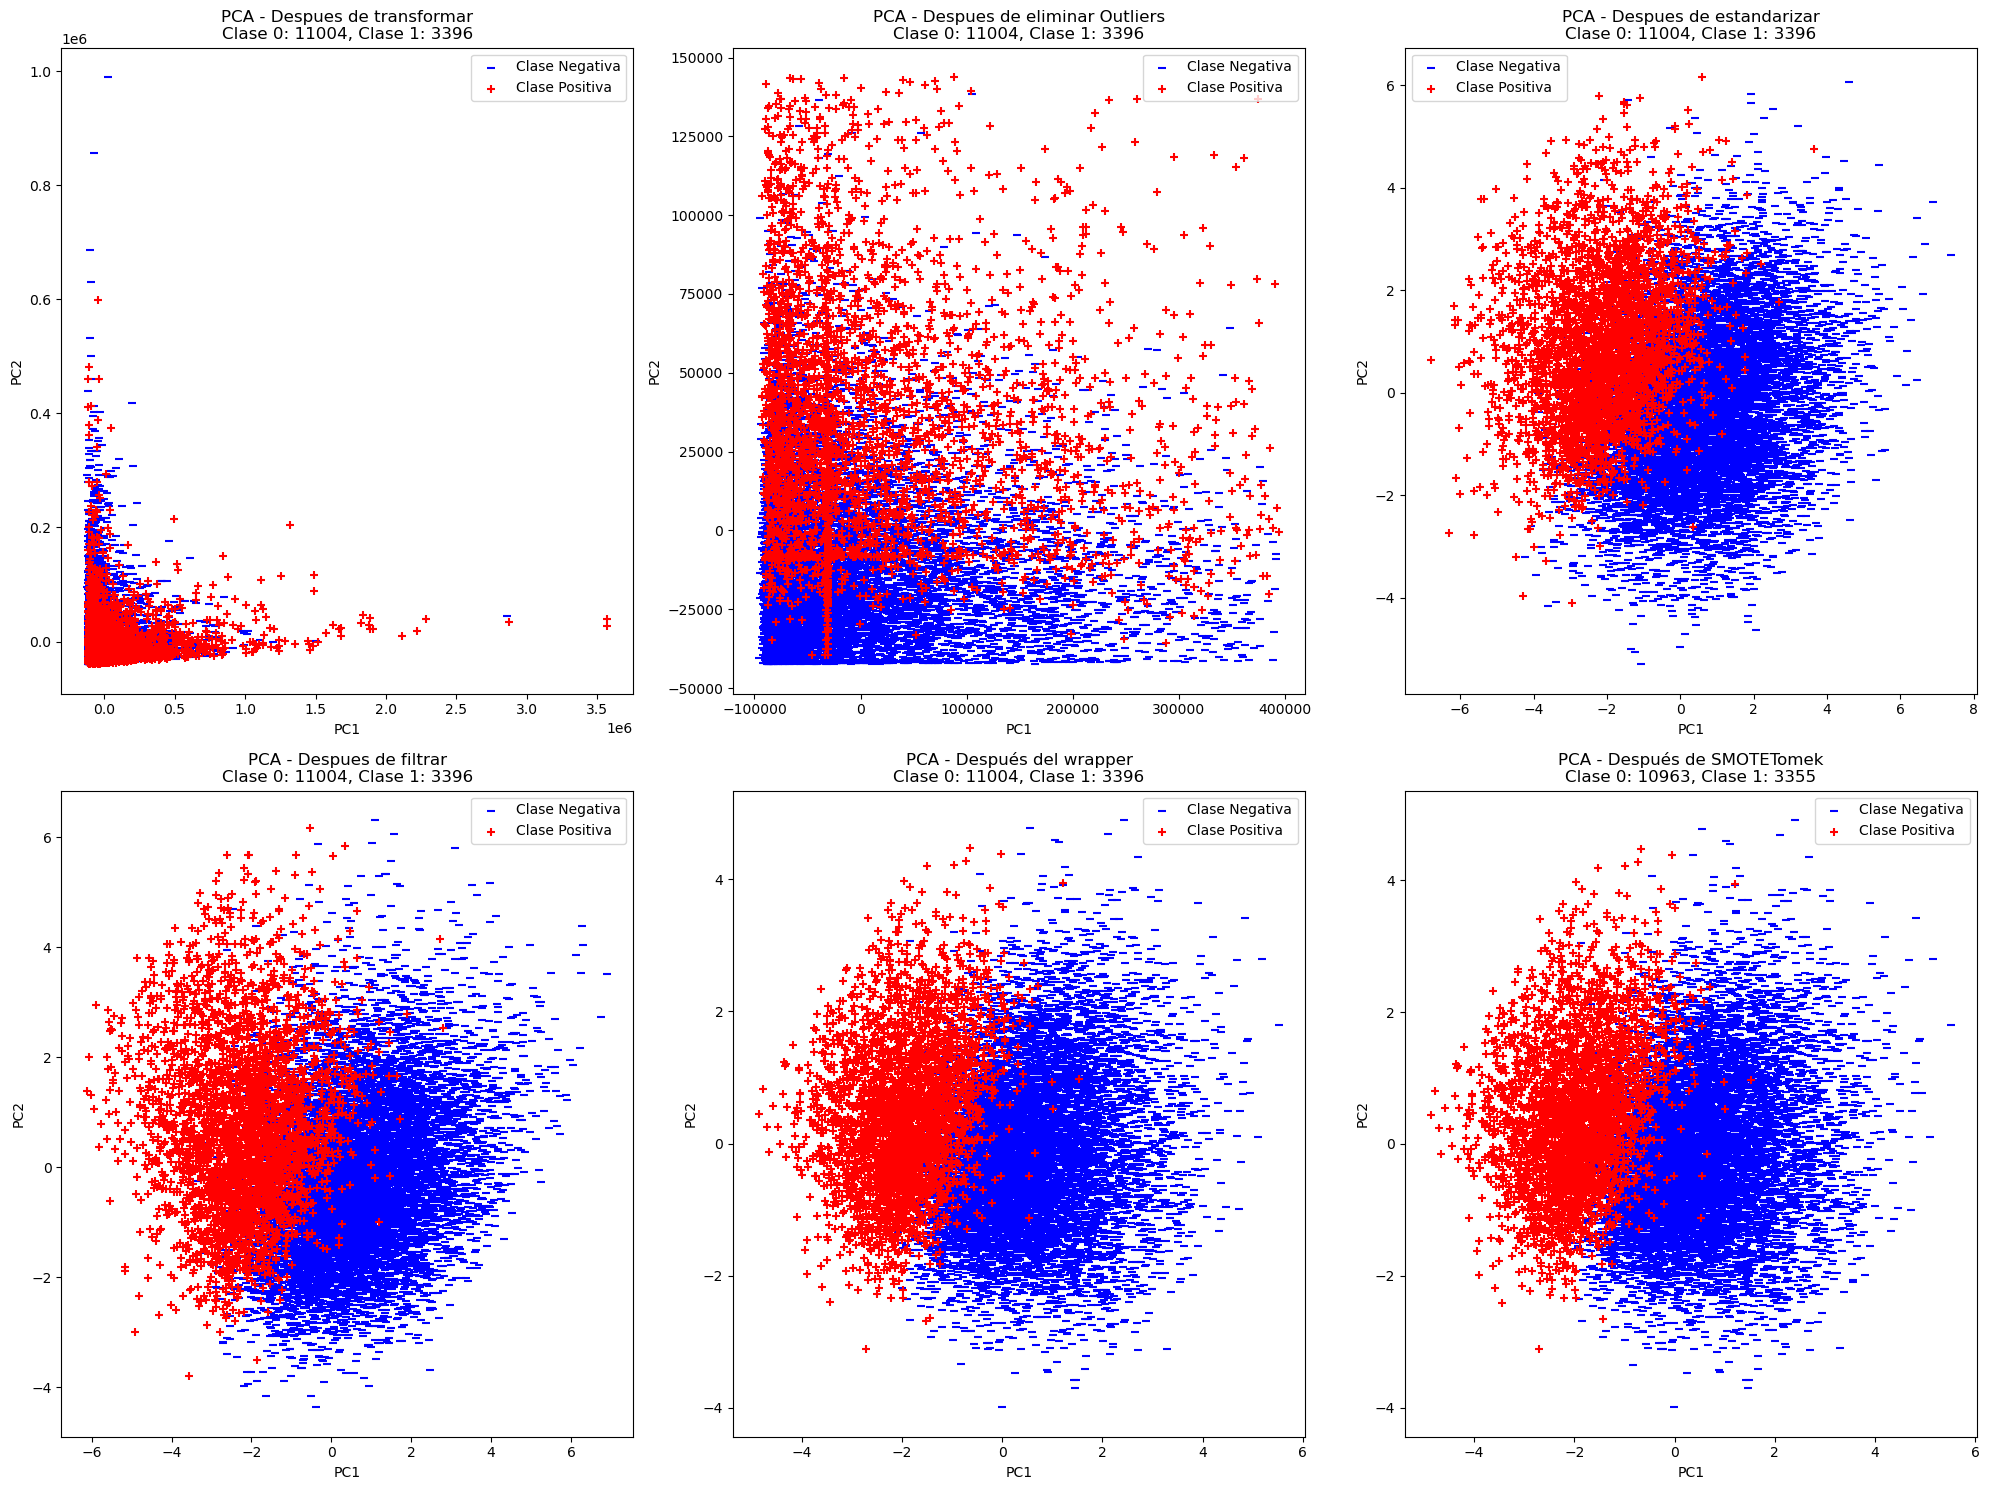 PCA - Despues de transformar
Clase 0: 11004, Clase 1: 3396
1e6
Clase Negativa
Clase Positiva
1.0
0.8
0.6
0.4
0.2
0.0
PC2
0.0 0.5 1.0 1.5 2.0 2.5 3.0 3.5
1e6
PC1
PCA - Despues de eliminar Outliers
Clase 0: 11004, Clase 1: 3396
Clase Negativa
Clase Positiva
150000
125000
100000
75000
50000
25000
0
−25000
−50000
PC2
−100000 0 100000 200000 300000 400000
PC1
PCA - Despues de estandarizar
Clase 0: 11004, Clase 1: 3396
Clase Negativa
Clase Positiva
6
4
2
0
−2
−4
PC2
−6 −4 −2 0 2 4 6 8
PC1
PCA - Despues de filtrar
Clase 0: 11004, Clase 1: 3396
Clase Negativa
Clase Positiva
6
4
2
0
−2
−4
PC2
−6 −4 −2 0 2 4 6
PC1
PCA - Después del wrapper
Clase 0: 11004, Clase 1: 3396
Clase Negativa
Clase Positiva
4
2
0
−2
−4
PC2
−4 −2 0 2 4 6
PC1
PCA - Después de SMOTETomek
Clase 0: 10963, Clase 1: 3355
Clase Negativa
Clase Positiva
4
2
0
−2
−4
PC2
−4 −2 0 2 4 6
PC1